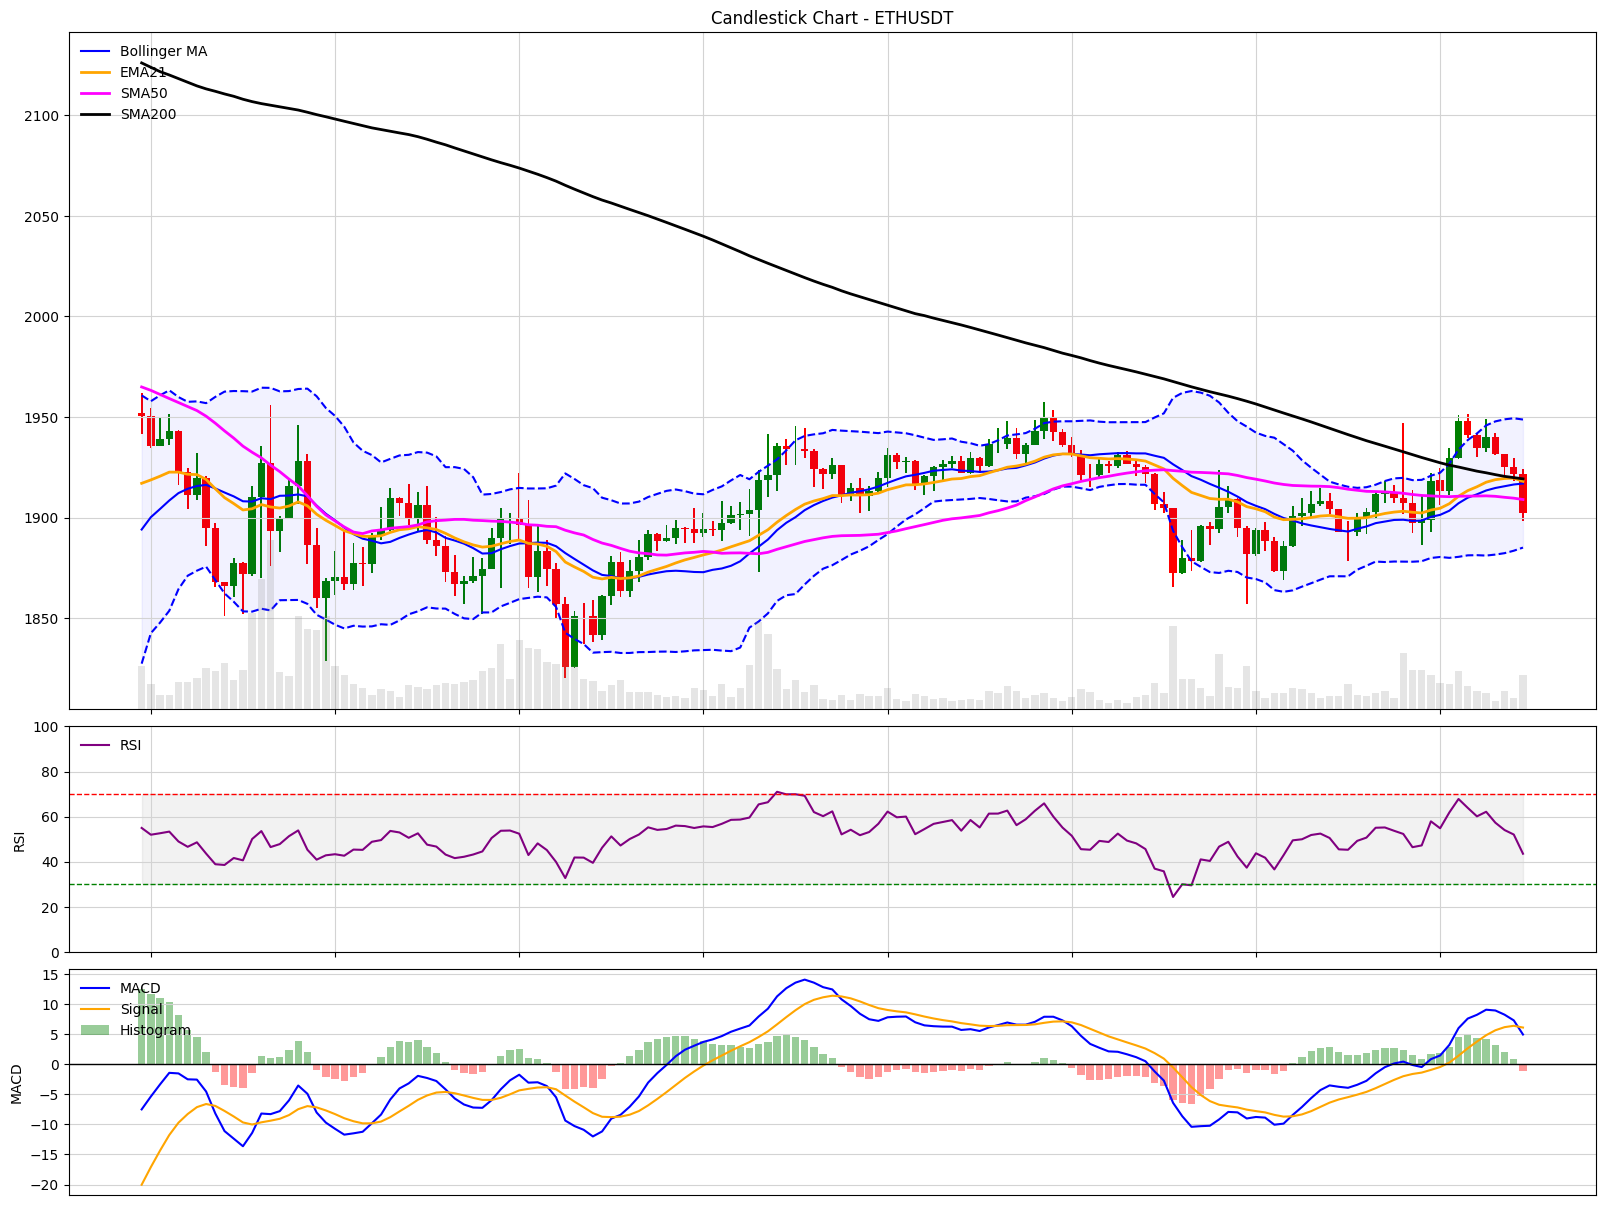 Candlestick Chart - ETHUSDT
Bollinger MA
EMA21
SMA50
SMA200
2100
2050
2000
1950
1900
1850
100
RSI
80
60
40
20
0
RSI
15
MACD
10
Signal
5
Histogram
0
−5
−10
−15
−20
MACD